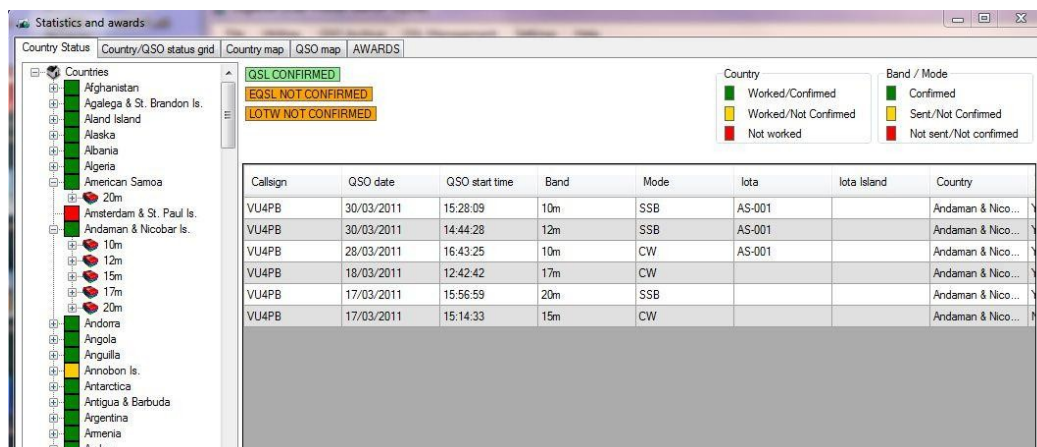 Statistics and awards
Country Status Country/QSO status grid Country map QSO map AWARDS
Countries
Afghanistan
Agalega & St. Brandon Is.
Aland Island
Alaska
Albania
Algeria
American Samoa
20m
Amsterdam & St. Paul Is.
Andaman & Nicobar Is.
10m
12m
15m
17m
20m
Andorra
Angola
Anguilla
Annobon Is.
Antarctica
Antigua & Barbuda
Argentina
Armenia
QSL CONFIRMED
EQSL NOT CONFIRMED
LOTW NOT CONFIRMED
Country
Worked/Confirmed
Worked/Not Confirmed
Not worked
Band / Mode
Confirmed
Sent/Not Confirmed
Not sent/Not confirmed
Callsign QSO date QSO start time Band Mode Iota Iota Island Country
VU4PB 30/03/2011 15:28:09 10m SSB AS-001 Andaman & Nico...
VU4PB 30/03/2011 14:44:28 12m SSB AS-001 Andaman & Nico...
VU4PB 28/03/2011 16:43:25 10m CW AS-001 Andaman & Nico...
VU4PB 18/03/2011 12:42:42 17m CW Andaman & Nico...
VU4PB 17/03/2011 15:56:59 20m SSB Andaman & Nico...
VU4PB 17/03/2011 15:14:33 15m CW Andaman & Nico...